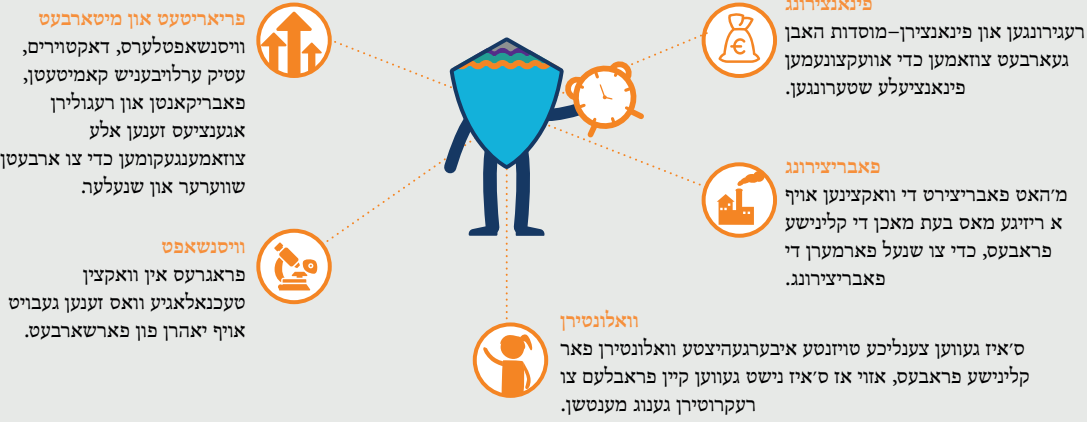 פינאנצירונג
רעגירונגען און פינאנצירן–מוסדות האבן
געארבעט צוזאמען כדי אוועקצונעמען
פינאנציעלע שטערונגען.
פאבריצירונג
מ׳האט פאבריצירט די וואקצינען אויף
א ריזיגע מאס בעת מאכן די קלינישע
פראבעס, כדי צו שנעל פארמערן די
פאבריצירונג.
וואלונטירן
ס׳איז געווען צענליכע טויזנטע איבערגעהיצטע וואלונטירן פאר
קלינישע פראבעס, אזוי אז ס׳איז נישט געווען קיין פראבלעם צו
רעקרוטירן גענוג מענטשן.
פריאריטעט און מיטארבעט
וויסנשאפטלערס, דאקטוירים,
עטיק ערלויבעניש קאמיטעטן,
פאבריקאנטן און רעגולירן
אגענציעס זענען אלע
צוזאמענגעקומען כדי צו ארבעטן
שווערער און שנעלער.
וויסנשאפט
פראגרעס אין וואקצין
טעכנאלאגיע וואס זענען געבויט
אויף יאהרן פון פארשארבעט.